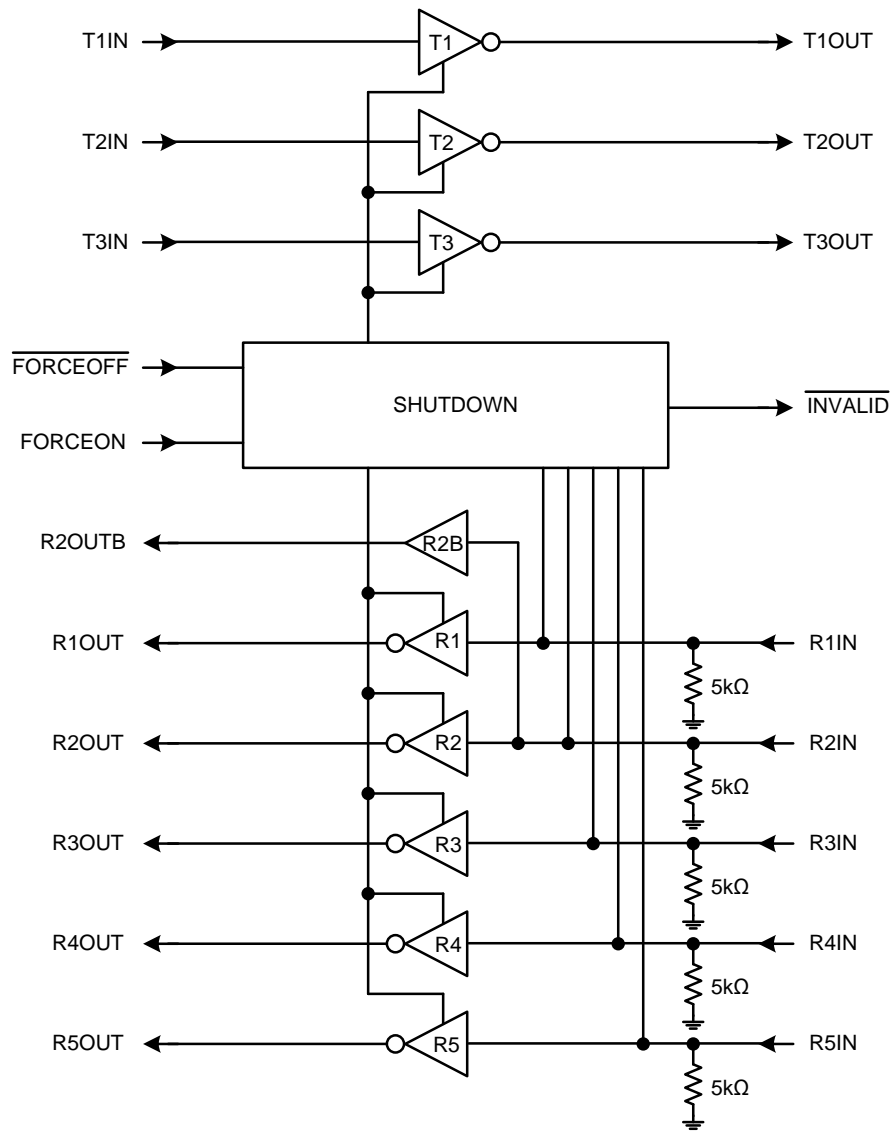 T1IN T1 T1OUT
T2IN T2 T2OUT
T3IN T3 T3OUT
FORCEOFF
SHUTDOWN INVALID
FORCEON
R2OUTB R2B
R1OUT R1 R1IN
5kΩ
R2OUT R2 R2IN
5kΩ
R3OUT R3 R3IN
5kΩ
R4OUT R4 R4IN
5kΩ
R5OUT R5 R5IN
5kΩ